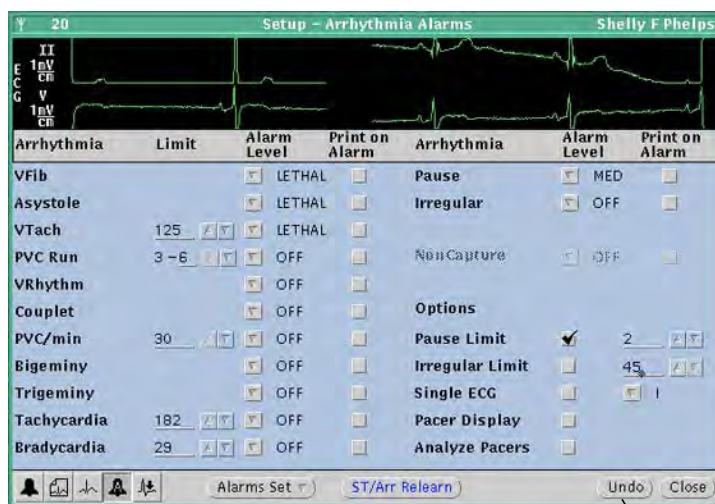 20 Setup - Arrhythmia Alarms Shelly F Phelps
II
ECG 1mV
cm
V
1mV
cm
Arrhythmia Limit Alarm Level Print on Alarm Arrhythmia Alarm Level Print on Alarm
VFib LETHAL Pause MED
Asystole LETHAL Irregular OFF
VTach 125 LETHAL
PVC Run 3-6 OFF NonCapture OFF
VRhythm OFF
Couplet OFF Options
PVC/min 30 OFF Pause Limit 2
Bigeminy OFF Irregular Limit 45
Trigeminy OFF Single ECG I
Tachycardia 182 OFF Pacer Display
Bradycardia 29 OFF Analyze Pacers
Alarms Set ST/Arr Relearn Undo Close